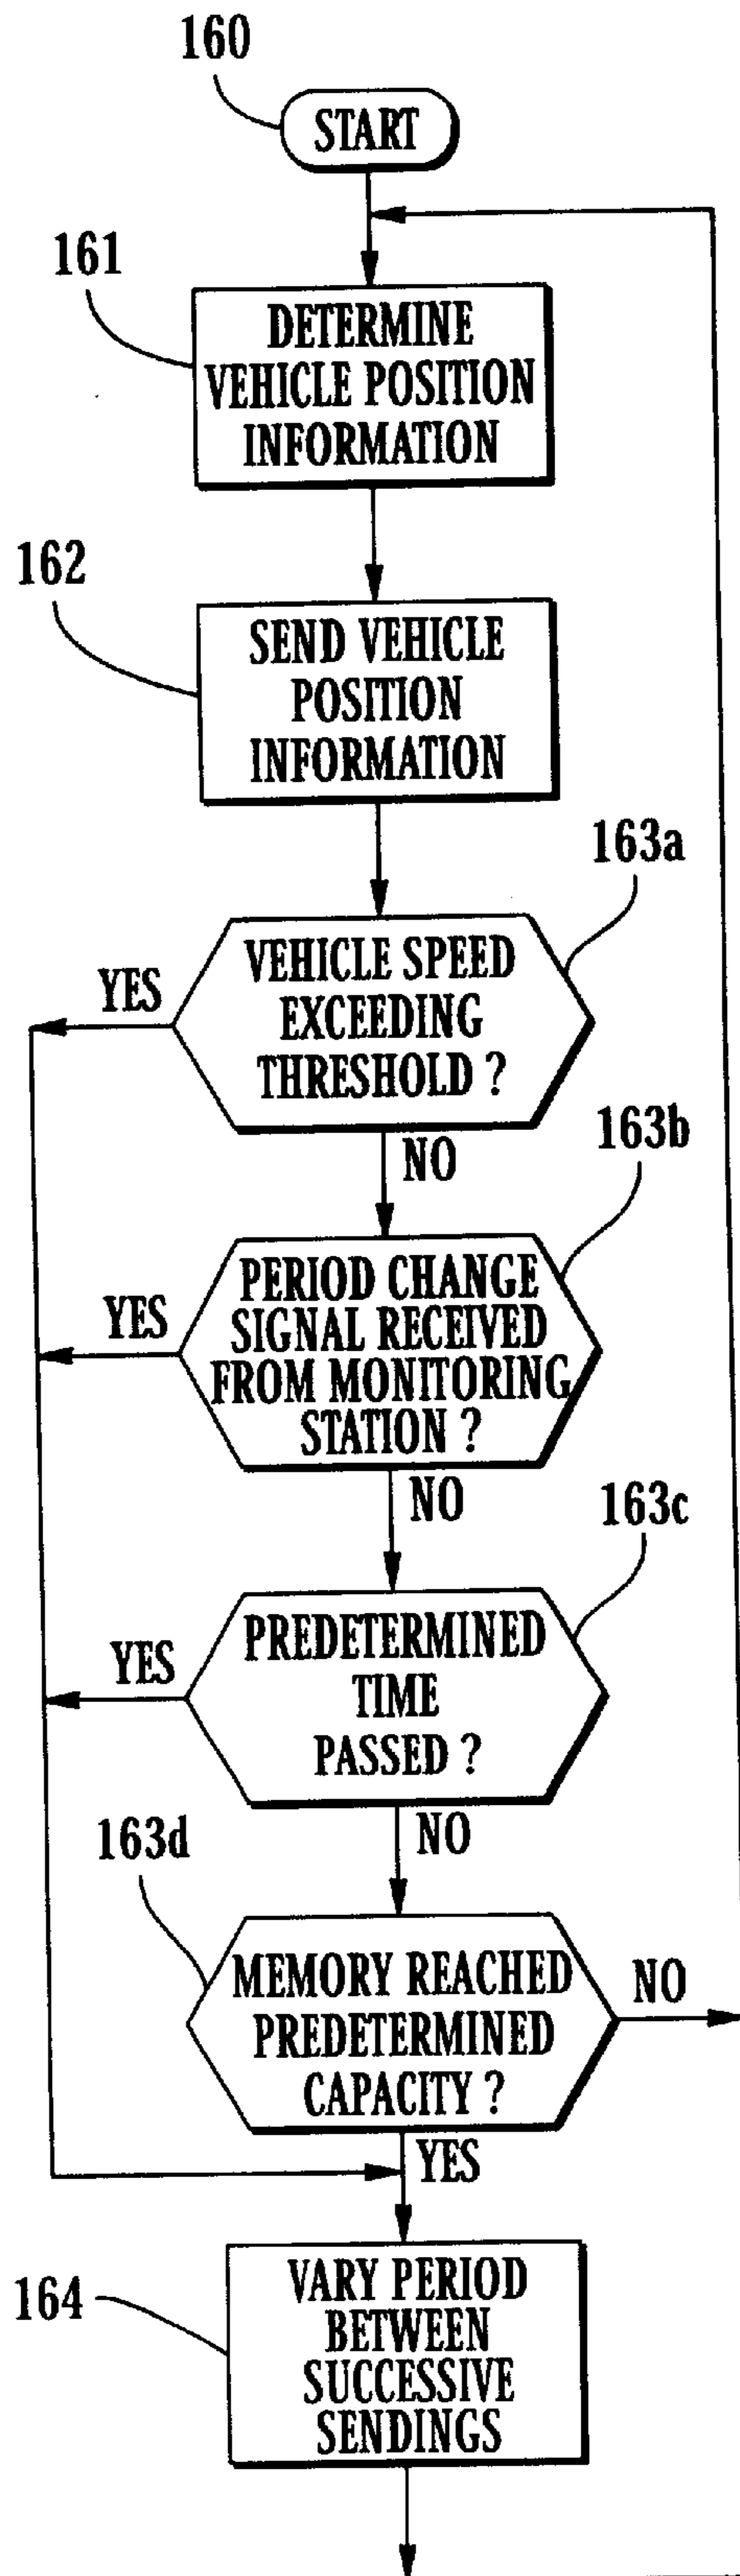 160
START
161
DETERMINE
VEHICLE POSITION
INFORMATION
162
SEND VEHICLE
POSITION
INFORMATION
163a
VEHICLE SPEED
EXCEEDING
THRESHOLD ?
YES
NO
163b
PERIOD CHANGE
SIGNAL RECEIVED
FROM MONITORING
STATION ?
YES
NO
163c
PREDETERMINED
TIME
PASSED ?
YES
NO
163d
MEMORY REACHED
PREDETERMINED
CAPACITY ?
NO
YES
164
VARY PERIOD
BETWEEN
SUCCESSIVE
SENDINGS